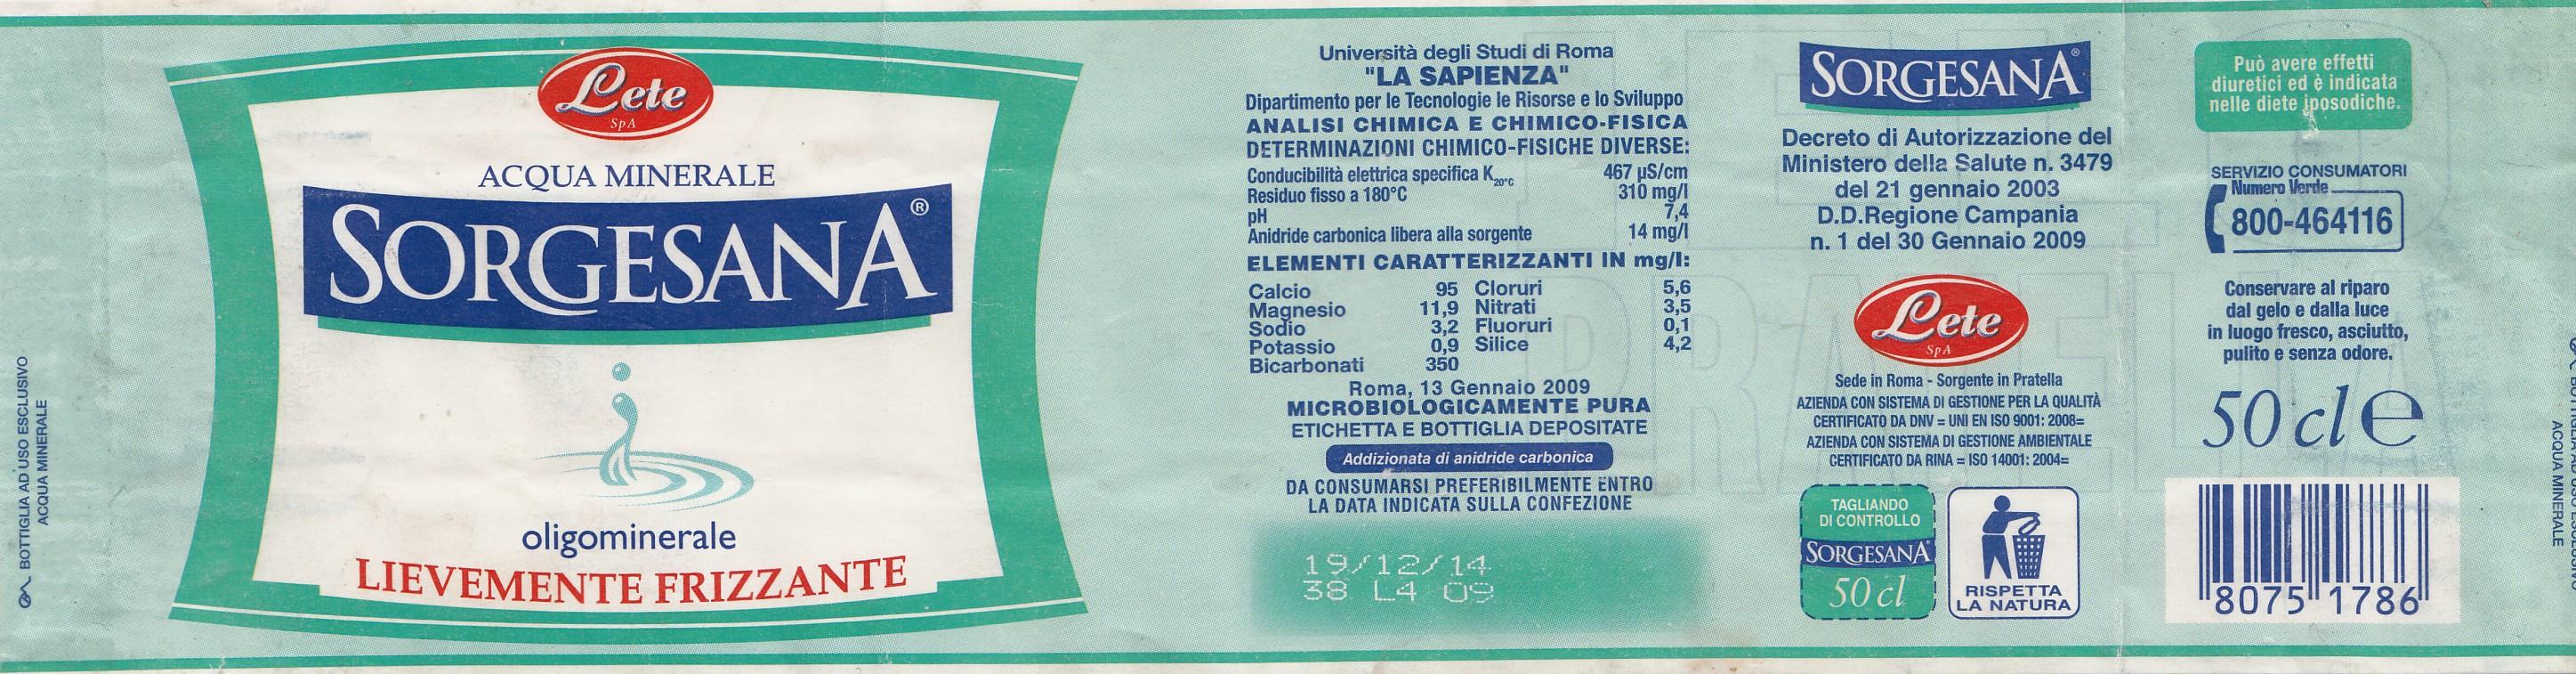 BOTTIGLIA AD USO ESCLUSIVO
ACQUA MINERALE
Lete
SpA
ACQUA MINERALE
SORGESANA®
oligominerale
LIEVEMENTE FRIZZANTE
Università degli Studi di Roma
"LA SAPIENZA"
Dipartimento per le Tecnologie le Risorse e lo Sviluppo
ANALISI CHIMICA E CHIMICO-FISICA
DETERMINAZIONI CHIMICO-FISICHE DIVERSE:
Conducibilità elettrica specifica K20°C 467 µS/cm
Residuo fisso a 180°C 310 mg/l
pH 7,4
Anidride carbonica libera alla sorgente 14 mg/l
ELEMENTI CARATTERIZZANTI IN mg/l:
Calcio 95 Cloruri 5,6
Magnesio 11,9 Nitrati 3,5
Sodio 3,2 Fluoruri 0,1
Potassio 0,9 Silice 4,2
Bicarbonati 350
Roma, 13 Gennaio 2009
MICROBIOLOGICAMENTE PURA
ETICHETTA E BOTTIGLIA DEPOSITATE
Addizionata di anidride carbonica
DA CONSUMARSI PREFERIBILMENTE ENTRO
LA DATA INDICATA SULLA CONFEZIONE
19/12/14
38 L4 09
SORGESANA®
Decreto di Autorizzazione del
Ministero della Salute n. 3479
del 21 gennaio 2003
D.D.Regione Campania
n. 1 del 30 Gennaio 2009
Lete
SpA
Sede in Roma - Sorgente in Pratella
AZIENDA CON SISTEMA DI GESTIONE PER LA QUALITÀ
CERTIFICATO DA DNV = UNI EN ISO 9001: 2008=
AZIENDA CON SISTEMA DI GESTIONE AMBIENTALE
CERTIFICATO DA RINA = ISO 14001: 2004=
TAGLIANDO
DI CONTROLLO
SORGESANA®
50 cl
RISPETTA
LA NATURA
Può avere effetti
diuretici ed è indicata
nelle diete iposodiche.
SERVIZIO CONSUMATORI
Numero Verde
800-464116
Conservare al riparo
dal gelo e dalla luce
in luogo fresco, asciutto,
pulito e senza odore.
50 cl e
8075 1786
ACQUA MINERALE